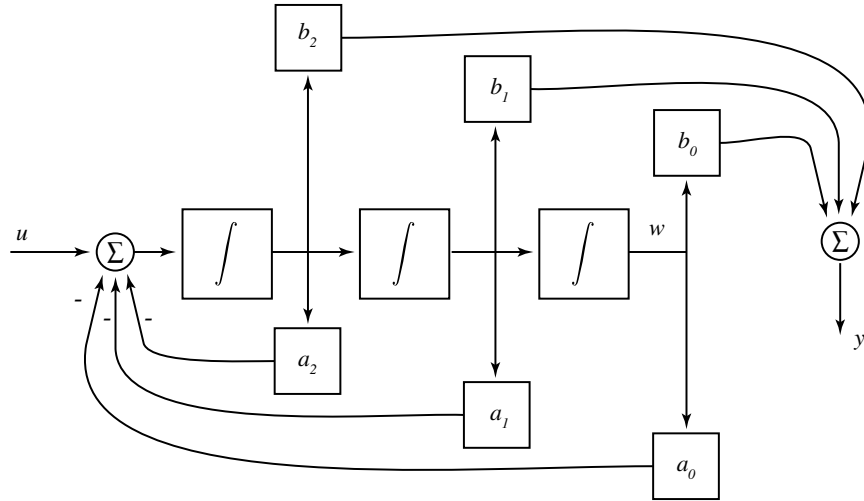 b₂
b₁
b₀
u
Σ
∫
∫
∫
w
Σ
-
-
-
y
a₂
a₁
a₀